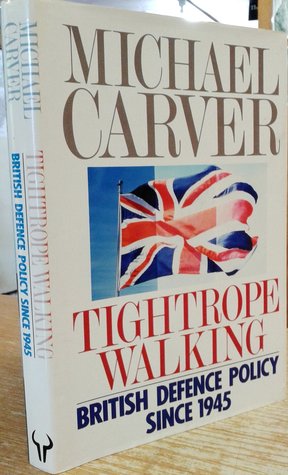 MICHAEL
CARVER
TIGHTROPE
WALKING
BRITISH DEFENCE POLICY
SINCE 1945
MICHAEL
CARVER
TIGHTROPE WALKING
BRITISH DEFENCE POLICY SINCE 1945